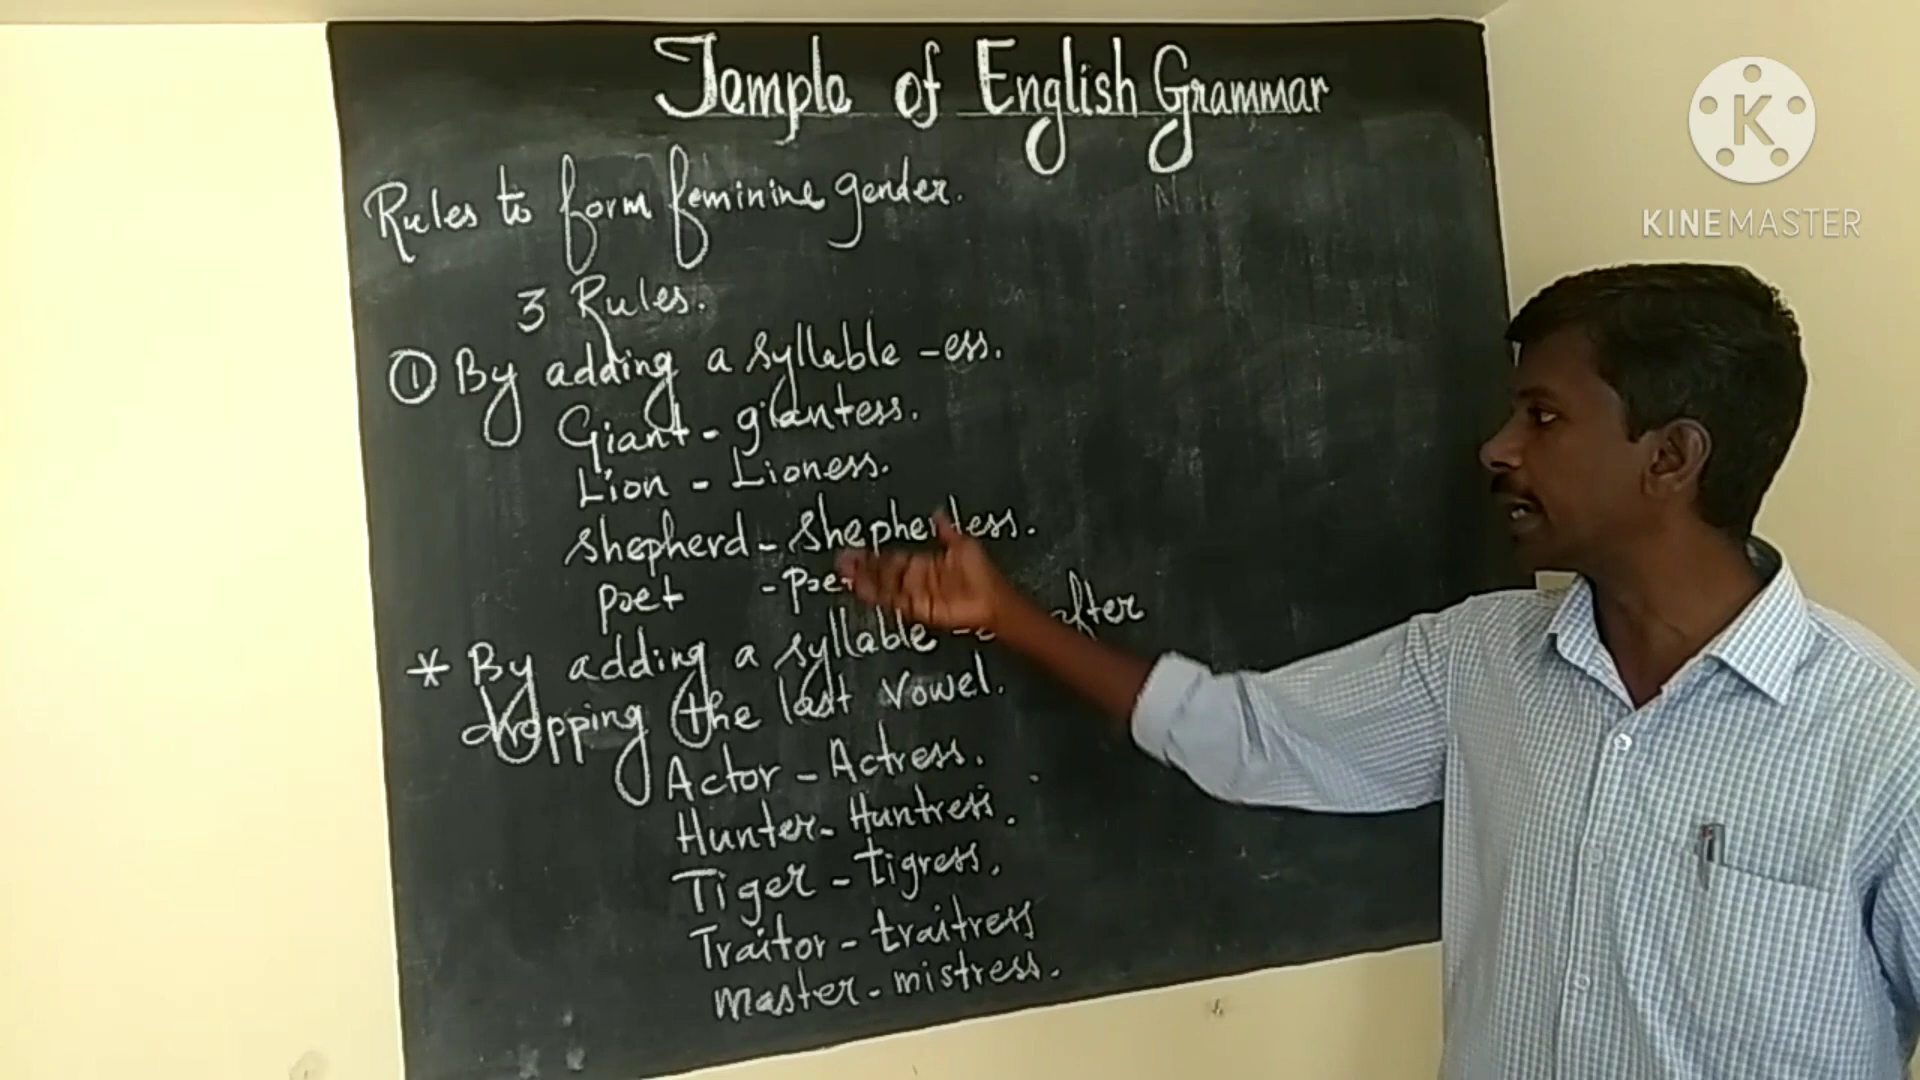 Temple of English Grammar
Rules to form feminine gender.
3 Rules.
① By adding a syllable -ess.
Giant - giantess.
Lion - Lioness.
Shepherd -
Poet -
* By adding a syllable after
dropping the last vowel.
Actor - Actress.
Hunter - Huntress.
Tiger - tigress.
Traitor - traitress
Master - mistress.
K
KINEMASTER